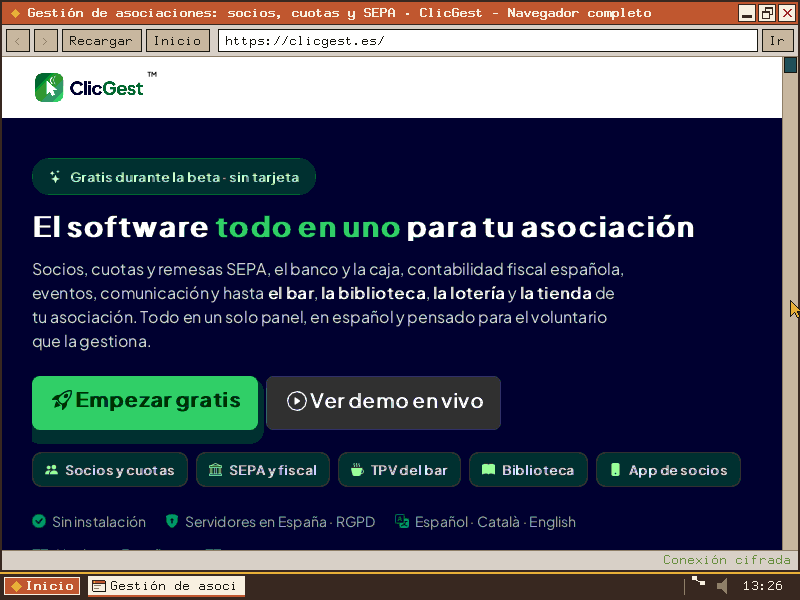 Gestión de asociaciones: socios, cuotas y SEPA · ClicGest - Navegador completo
Recargar Inicio https://clicgest.es/ Ir
ClicGest™
Gratis durante la beta · sin tarjeta
El software todo en uno para tu asociación
Socios, cuotas y remesas SEPA, el banco y la caja, contabilidad fiscal española,
eventos, comunicación y hasta el bar, la biblioteca, la lotería y la tienda de
tu asociación. Todo en un solo panel, en español y pensado para el voluntario
que la gestiona.
Empezar gratis Ver demo en vivo
Socios y cuotas SEPA y fiscal TPV del bar Biblioteca App de socios
Sin instalación Servidores en España · RGPD Español · Català · English
Conexión cifrada
Inicio Gestión de asoci 13:26